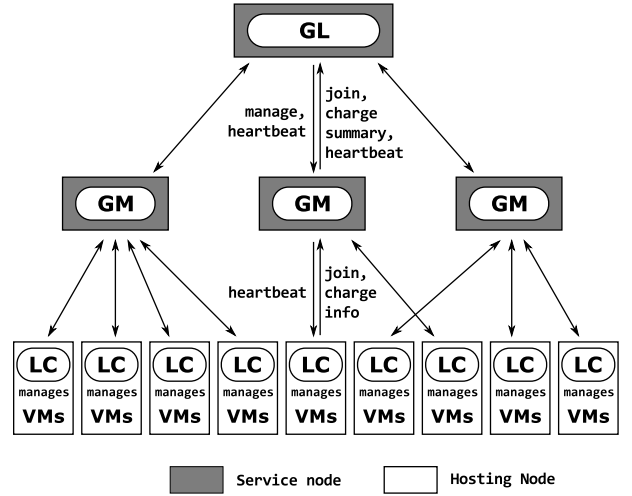 GL
manage,
heartbeat
join,
charge
summary,
heartbeat
GM GM GM
heartbeat
join,
charge
info
LC LC LC LC LC LC LC LC LC
manages manages manages manages manages manages manages manages manages
VMs VMs VMs VMs VMs VMs VMs VMs VMs
Service node Hosting Node